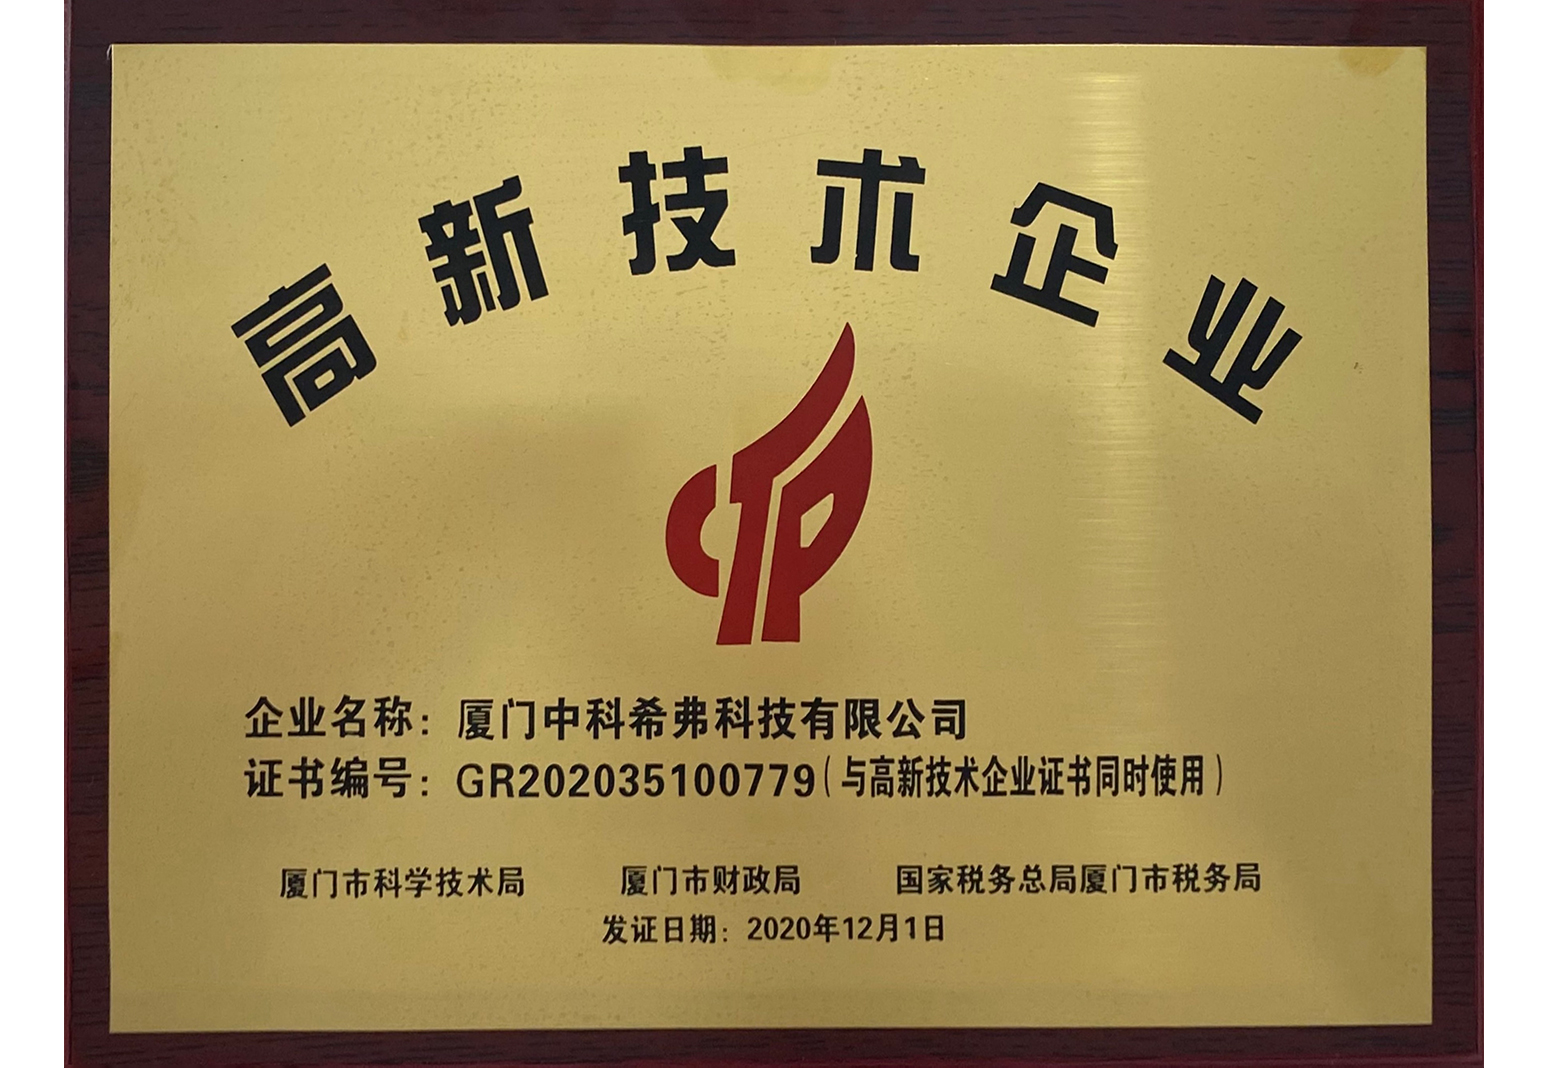 高新技术企业
CTP
企业名称：厦门中科希弗科技有限公司
证书编号：GR202035100779（与高新技术企业证书同时使用）
厦门市科学技术局 厦门市财政局 国家税务总局厦门市税务局
发证日期：2020年12月1日